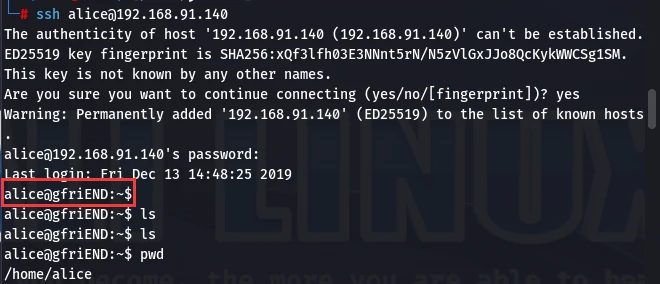 # ssh alice@192.168.91.140
The authenticity of host '192.168.91.140 (192.168.91.140)' can't be established.
ED25519 key fingerprint is SHA256:xQf3lfh03E3NNnt5rN/N5zVlGxJJo8QcKykWWCSg1SM.
This key is not known by any other names.
Are you sure you want to continue connecting (yes/no/[fingerprint])? yes
Warning: Permanently added '192.168.91.140' (ED25519) to the list of known hosts
.
alice@192.168.91.140's password:
Last login: Fri Dec 13 14:48:25 2019
alice@gfriEND:~$
alice@gfriEND:~$ ls
alice@gfriEND:~$ ls
alice@gfriEND:~$ pwd
/home/alice